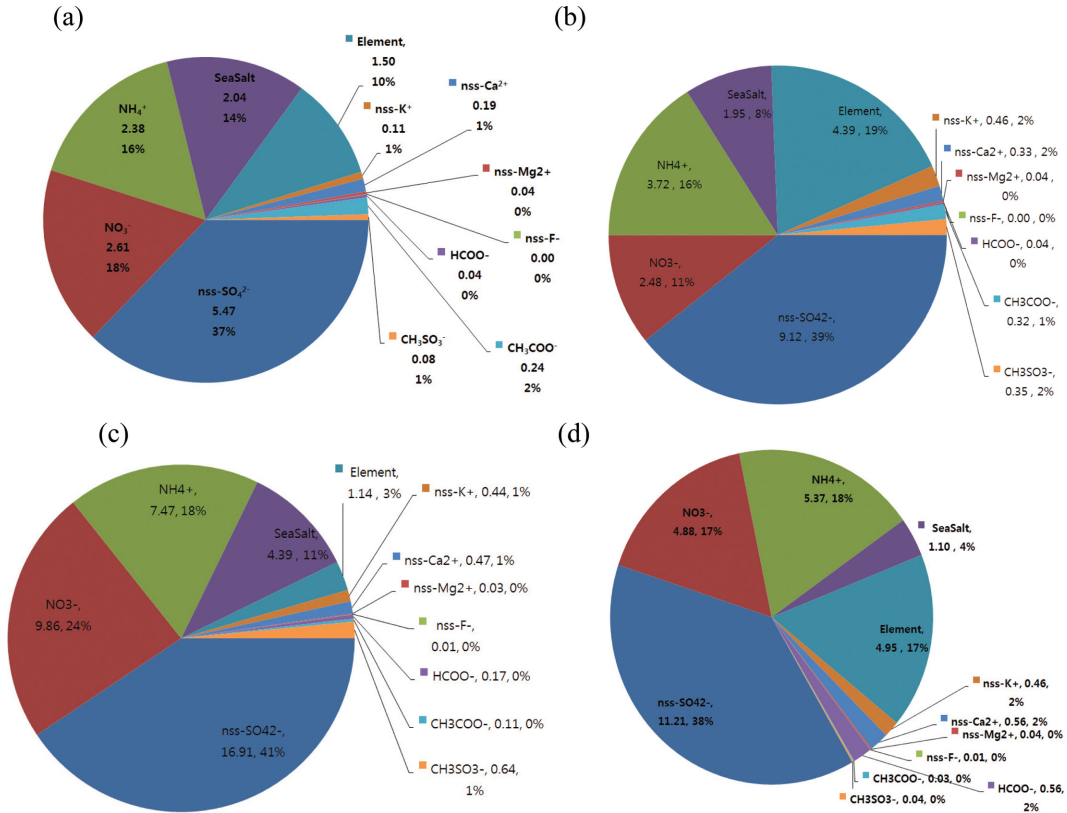 (a)
Element,
1.50
10%
nss-Ca²⁺
0.19
1%
nss-K⁺
0.11
1%
SeaSalt
2.04
14%
NH₄⁺
2.38
16%
nss-Mg2+
0.04
0%
NO₃⁻
2.61
18%
nss-F-
0.00
0%
HCOO-
0.04
0%
nss-SO₄²⁻
5.47
37%
CH₃SO₃⁻
0.08
1%
CH₃COO⁻
0.24
2%
(b)
SeaSalt,
1.95 , 8%
Element,
4.39 , 19%
nss-K+, 0.46 , 2%
nss-Ca2+, 0.33 , 2%
nss-Mg2+, 0.04 ,
0%
nss-F-, 0.00 , 0%
HCOO-, 0.04 ,
0%
NH4+,
3.72 , 16%
NO3-,
2.48 , 11%
nss-SO42-,
9.12 , 39%
CH3COO-,
0.32 , 1%
CH3SO3-,
0.35 , 2%
(c)
NH4+,
7.47 , 18%
Element,
1.14 , 3%
nss-K+, 0.44, 1%
SeaSalt,
4.39 , 11%
nss-Ca2+, 0.47, 1%
nss-Mg2+, 0.03, 0%
NO3-,
9.86 , 24%
nss-F-,
0.01, 0%
HCOO-, 0.17, 0%
CH3COO-, 0.11, 0%
nss-SO42-,
16.91 , 41%
CH3SO3-, 0.64,
1%
(d)
NO3-,
4.88 , 17%
NH4+,
5.37 , 18%
SeaSalt,
1.10 , 4%
Element,
4.95 , 17%
nss-SO42-,
11.21 , 38%
nss-K+, 0.46,
2%
nss-Ca2+, 0.56, 2%
nss-Mg2+, 0.04, 0%
nss-F-, 0.01, 0%
CH3COO-, 0.03, 0%
HCOO-, 0.56,
2%
CH3SO3-, 0.04, 0%